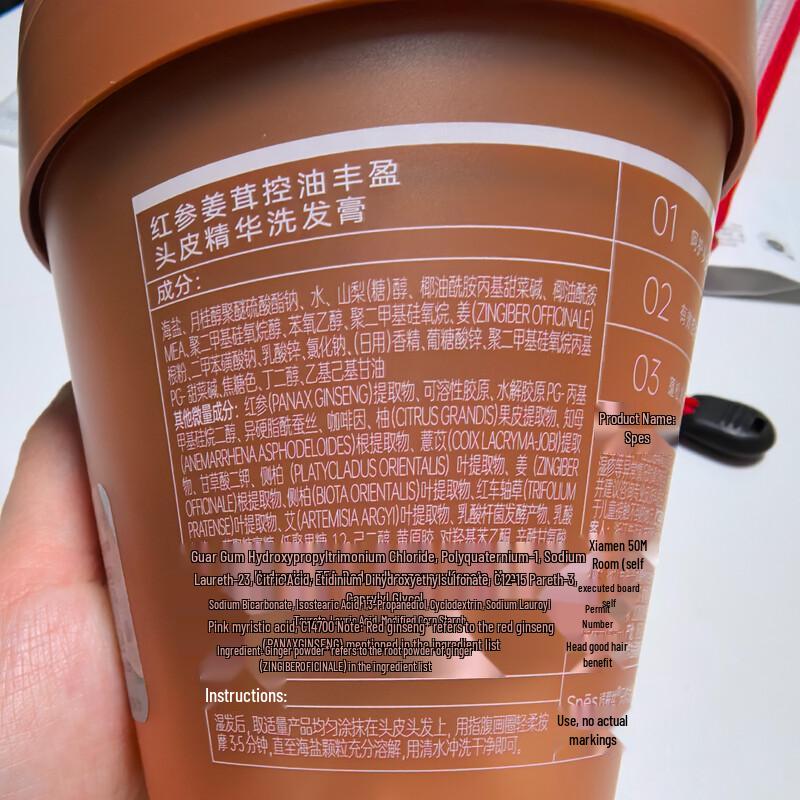 红参姜茸控油丰盈
头皮精华洗发膏
成分：
海盐、月桂醇聚醚硫酸酯钠、水、山梨(糖)醇、椰油酰胺丙基甜菜碱、椰油酰胺
MEA、聚二甲基硅氧烷醇、苯氧乙醇、聚二甲基硅氧烷、姜(ZINGIBER OFFICINALE)
根粉、二甲苯磺酸钠、乳酸锌、氯化钠、(日用)香精、葡糖酸锌、聚二甲基硅氧烷丙基
PG-甜菜碱、焦糖色、丁二醇、乙基己基甘油
其他微量成分：红参(PANAX GINSENG)提取物、可溶性胶原、水解胶原PG-丙基
甲基硅烷二醇、异硬脂酰蚕丝、咖啡因、柚(CITRUS GRANDIS)果皮提取物、知母
(ANEMARRHENA ASPHODELOIDES)根提取物、薏苡(COIX LACRYMA-JOBI)提取
物、甘草酸二钾、侧柏(PLATYCLADUS ORIENTALIS)叶提取物、姜(ZINGIBER
OFFICINALE)根提取物、侧柏(BIOTA ORIENTALIS)叶提取物、红车轴草(TRIFOLIUM
PRATENSE)叶提取物、艾(ARTEMISIA ARGYI)叶提取物、乳酸杆菌发酵产物、乳酸
Guar Gum Hydroxypropyltrimonium Chloride, Polyquaternium-1, Sodium
Laureth-23, Citric Acid, Etidinium Dihydroxyethylsulfonate, C12-15 Pareth-3,
Caprylyl Glycol
Sodium Bicarbonate, Isostearic Acid, 1,3-Propanediol, Cyclodextrin, Sodium Lauroyl
Pink myristic acid, C14700 Note: Red ginseng" refers to the red ginseng
(PANAXGINSENG) mentioned in the ingredient list
Ingredient: Ginger powder" refers to the root powder of ginger
(ZINGIBEROFICINALE) in the ingredient list
Instructions:
湿发后，取适量产品均匀涂抹在头皮头发上，用指腹画圈轻柔按
摩3-5分钟，直至海盐颗粒充分溶解，用清水冲洗干净即可。
01
02
03
Product Name:
Spes
Xiamen 50M
Room (self
executed board
self
Permit
Number
Head good hair
benefit
Spēs
Use, no actual
markings